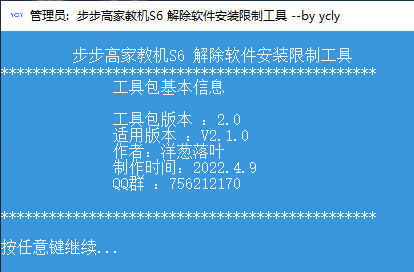 YCIY 管理员: 步步高家教机S6 解除软件安装限制工具 --by ycly
步步高家教机S6 解除软件安装限制工具
***********************************************
工具包基本信息
工具包版本 : 2.0
适用版本 : V2.1.0
作者: 洋葱落叶
制作时间: 2022.4.9
QQ群 : 756212170
***********************************************
按任意键继续...